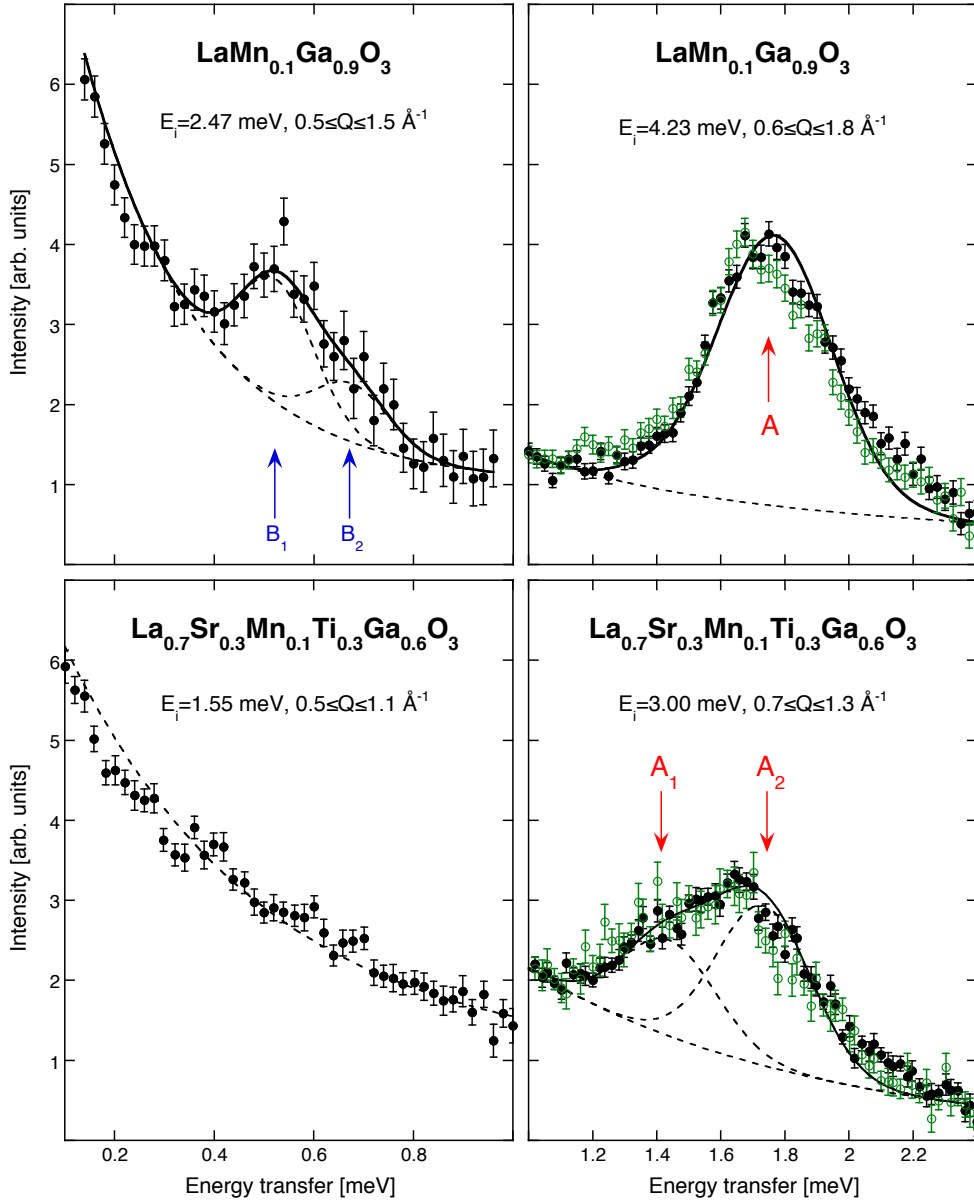 LaMn0.1Ga0.9O3
Ei=2.47 meV, 0.5≤Q≤1.5 Å-1
Intensity [arb. units]
6
5
4
3
2
1
B1
B2
LaMn0.1Ga0.9O3
Ei=4.23 meV, 0.6≤Q≤1.8 Å-1
Intensity [arb. units]
A
La0.7Sr0.3Mn0.1Ti0.3Ga0.6O3
Ei=1.55 meV, 0.5≤Q≤1.1 Å-1
Intensity [arb. units]
6
5
4
3
2
1
0.2
0.4
0.6
0.8
Energy transfer [meV]
La0.7Sr0.3Mn0.1Ti0.3Ga0.6O3
Ei=3.00 meV, 0.7≤Q≤1.3 Å-1
A1
A2
1.2
1.4
1.6
1.8
2
2.2
Energy transfer [meV]